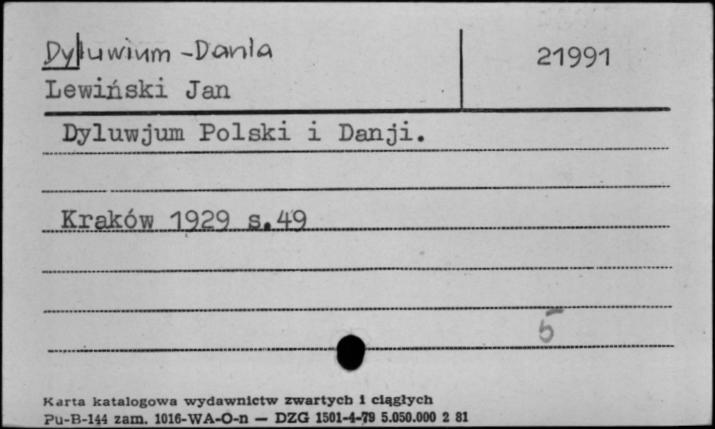 Dyluwium - Dania
21991
Lewiński Jan
Dyluwjum Polski i Danji.
Kraków 1929 s.49
5
Karta katalogowa wydawnictw zwartych i ciągłych
Pu-B-144 zam. 1016-WA-O-n — DZG 1501-4-79 5.050.000 2 81